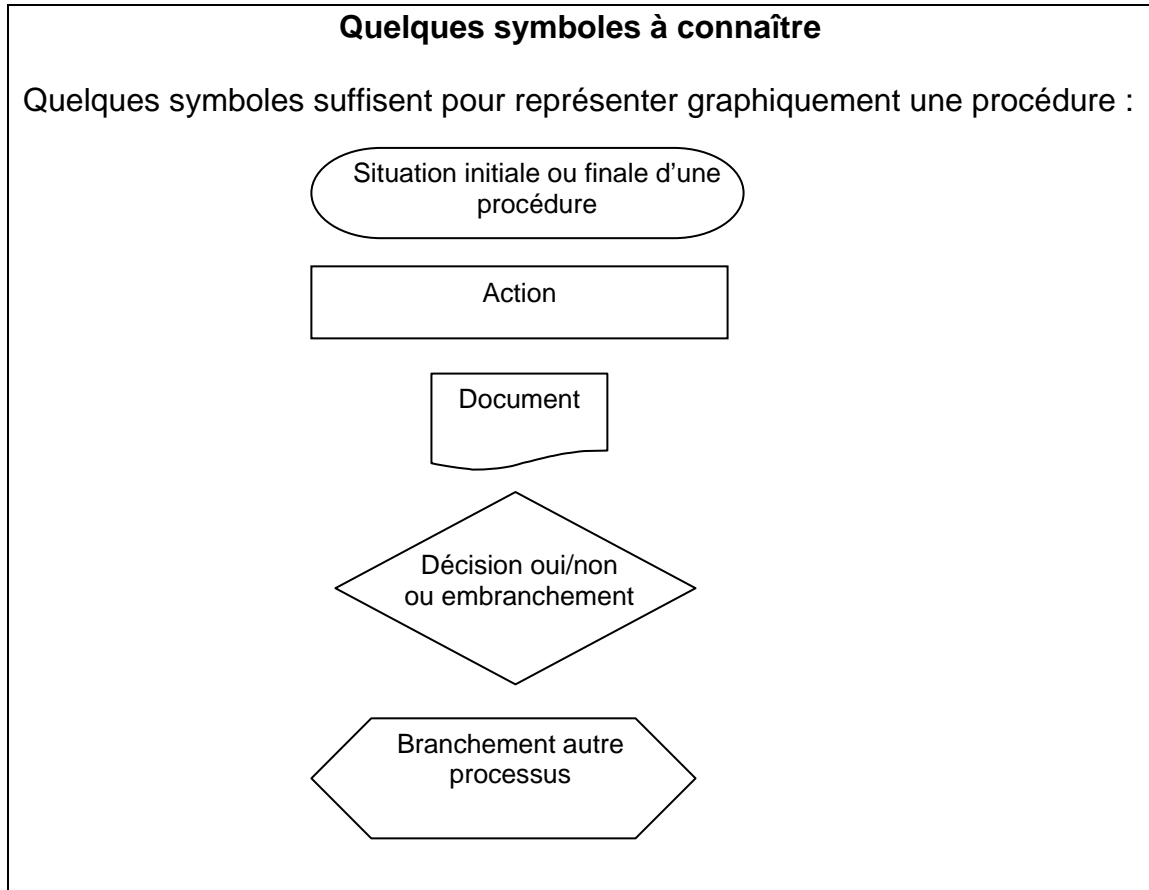 Quelques symboles à connaître
Quelques symboles suffisent pour représenter graphiquement une procédure :
Situation initiale ou finale d'une
procédure
Action
Document
Décision oui/non
ou embranchement
Branchement autre
processus